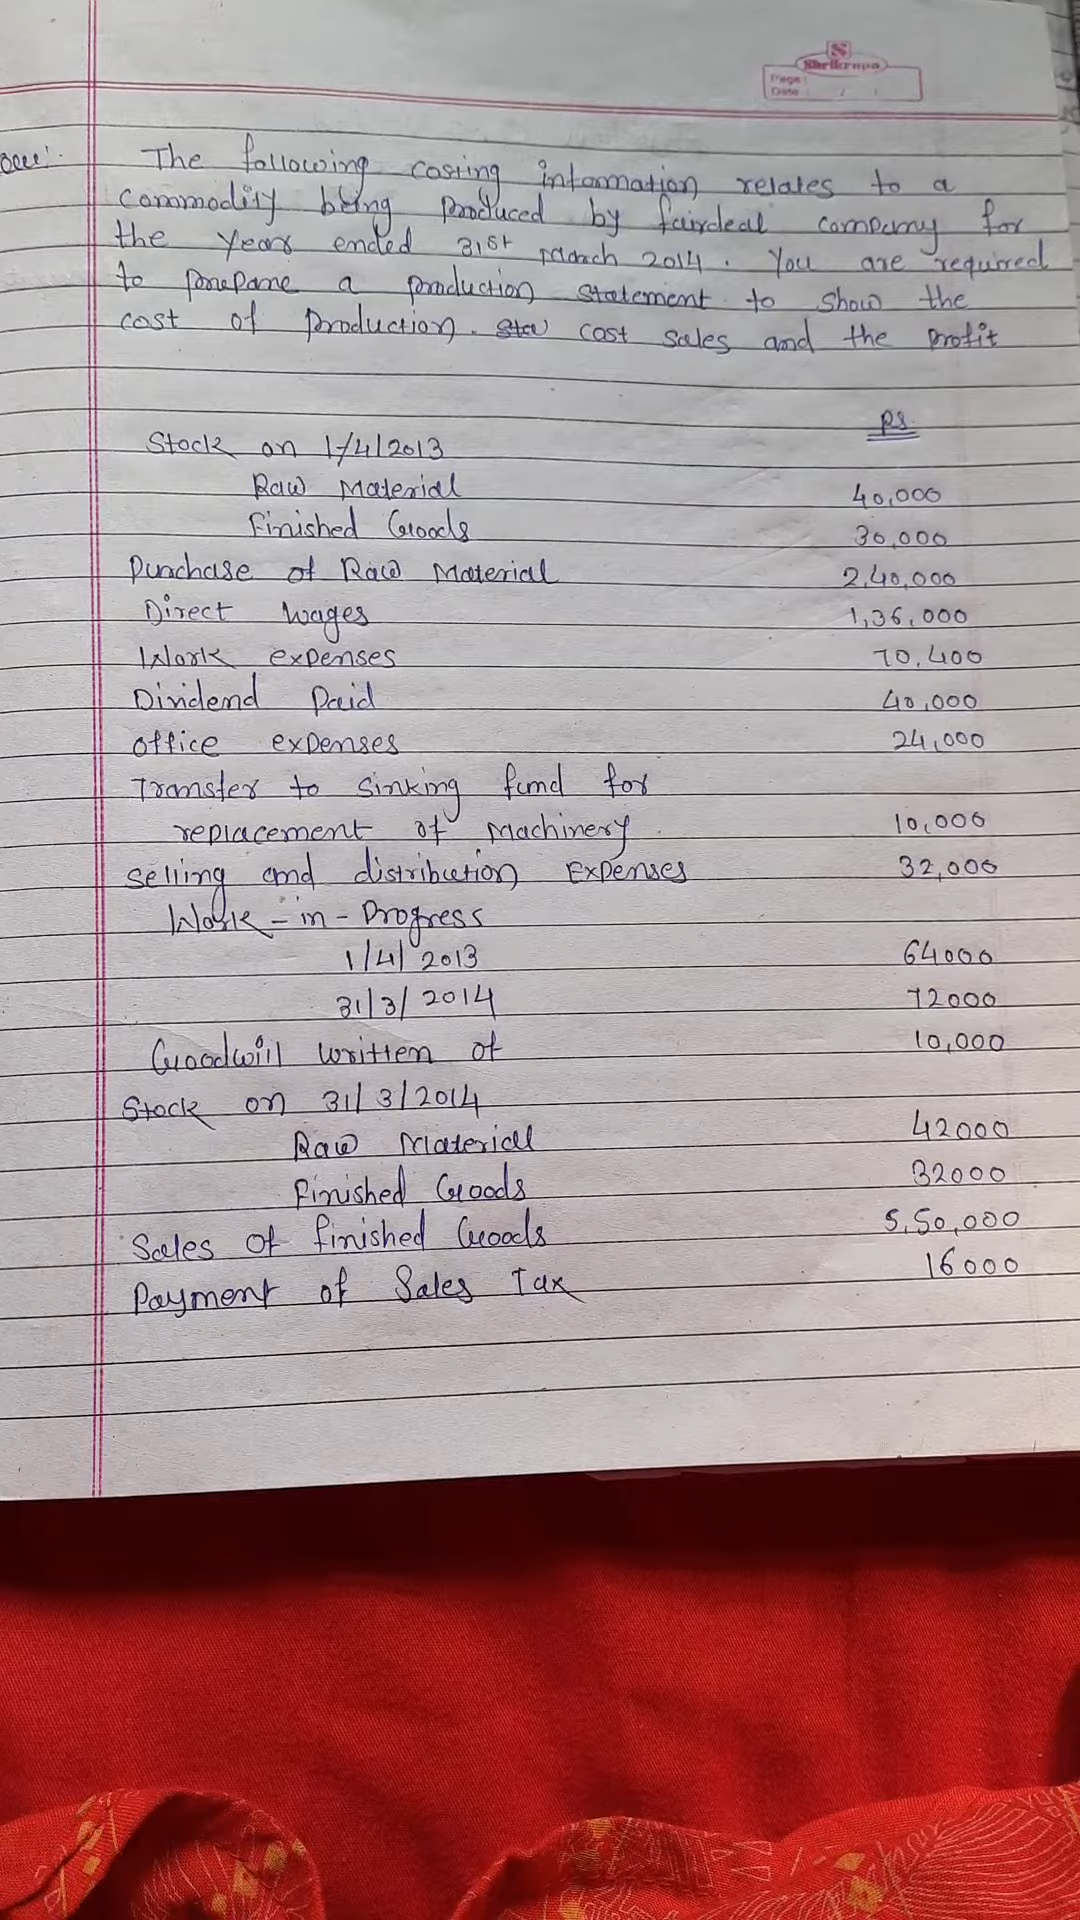 S
Shrikrupa
Page :
Date : / /
The following costing information relates to a
commodity being produced by fairdeal company for
the years ended 31st March 2014. You are required
to prepare a production statement to show the
cost of production. cost sales and the profit
RS
Stock on 1/4/2013
Raw Material 40,000
Finished Goods 30,000
Purchase of Raw Material 2,40,000
Direct wages 1,36,000
Work expenses 70,400
Dividend Paid 40,000
office expenses 24,000
Transfer to sinking fund for
replacement of Machinery 10,000
Selling and distribution Expenses 32,000
Work-in-Progress
1/4/2013 64000
31/3/2014 72000
Goodwill written of 10,000
Stock on 31/3/2014
Raw Material 42000
Finished Goods 32000
Sales of finished Goods 5,50,000
Payment of Sales Tax 16000